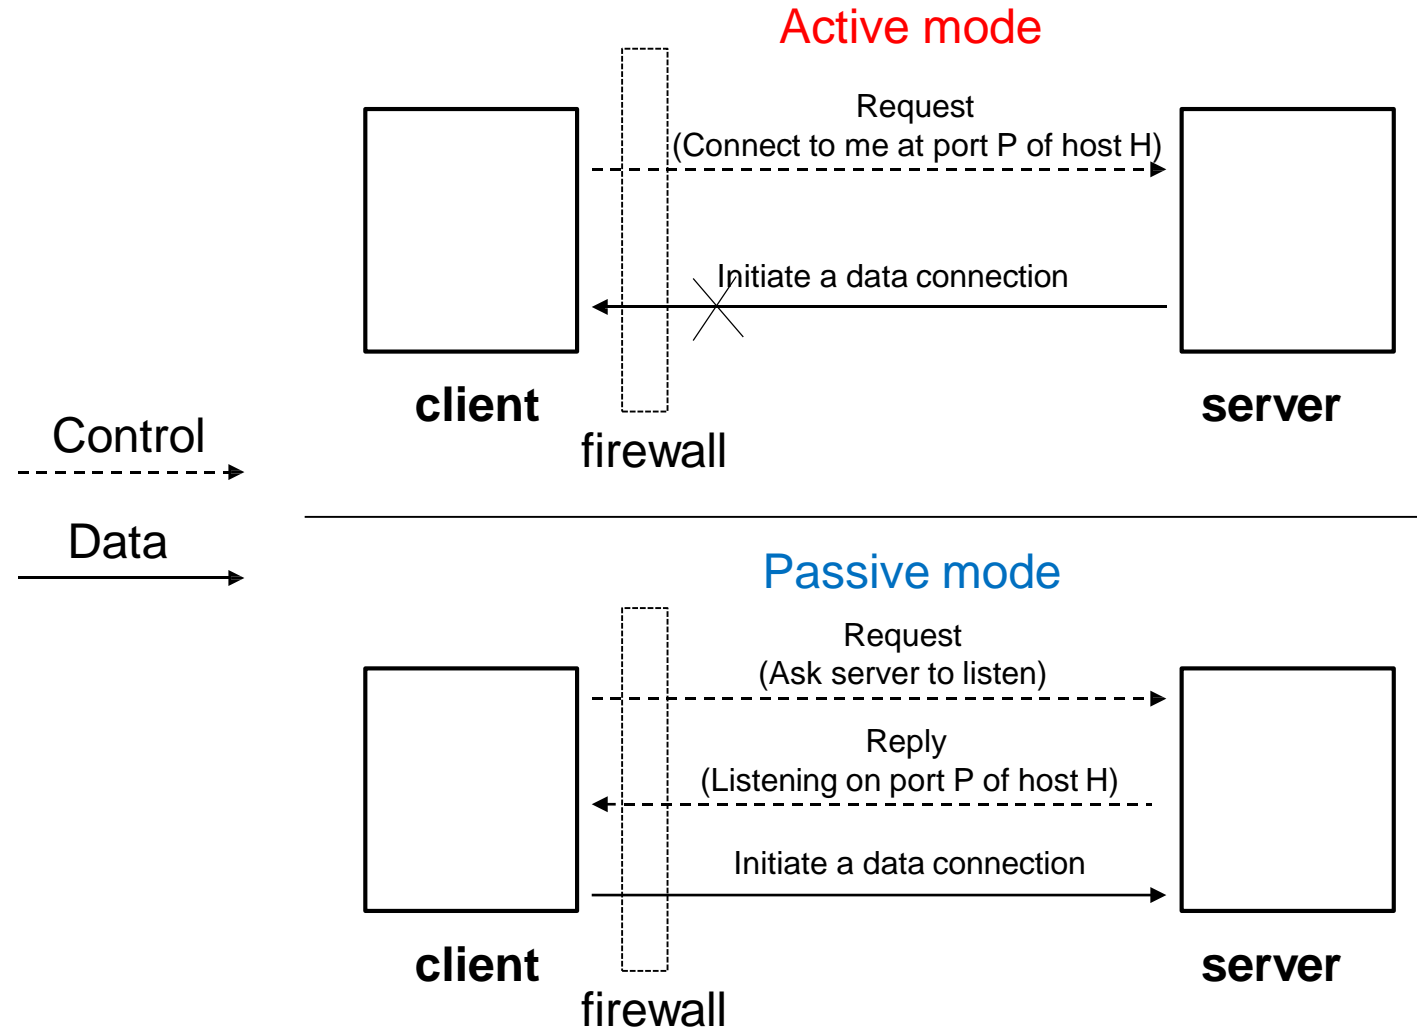 Active mode
Request
(Connect to me at port P of host H)
Initiate a data connection
client
server
firewall
Control
Data
Passive mode
Request
(Ask server to listen)
Reply
(Listening on port P of host H)
Initiate a data connection
client
server
firewall